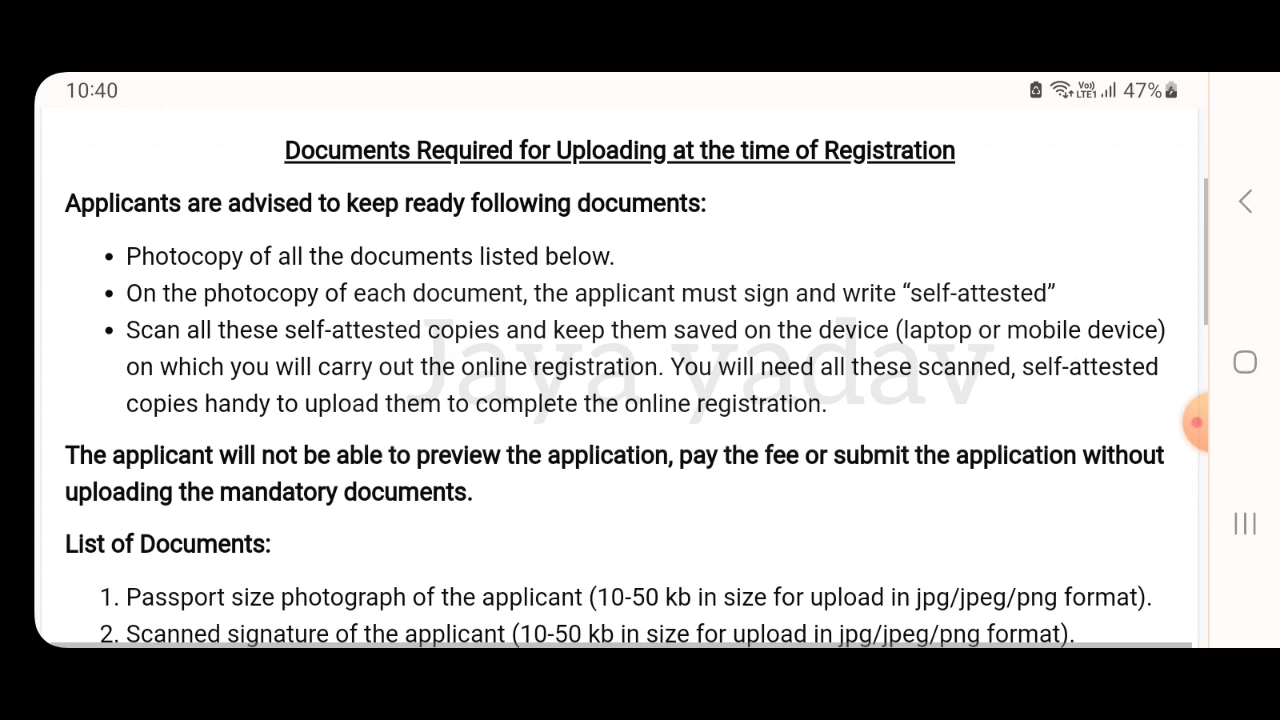 10:40
Vo)) LTE1 47%
Documents Required for Uploading at the time of Registration
Applicants are advised to keep ready following documents:
• Photocopy of all the documents listed below.
• On the photocopy of each document, the applicant must sign and write “self-attested”
• Scan all these self-attested copies and keep them saved on the device (laptop or mobile device)
on which you will carry out the online registration. You will need all these scanned, self-attested
copies handy to upload them to complete the online registration.
Jaya yadav
The applicant will not be able to preview the application, pay the fee or submit the application without
uploading the mandatory documents.
List of Documents:
1. Passport size photograph of the applicant (10-50 kb in size for upload in jpg/jpeg/png format).
2. Scanned signature of the applicant (10-50 kb in size for upload in jpg/jpeg/png format).